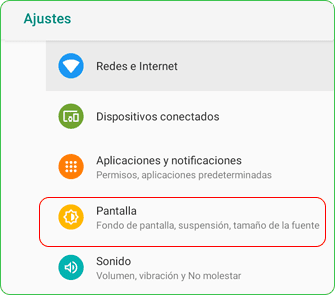 Ajustes
Redes e Internet
Dispositivos conectados
Aplicaciones y notificaciones
Permisos, aplicaciones predeterminadas
Pantalla
Fondo de pantalla, suspensión, tamaño de la fuente
Sonido
Volumen, vibración y No molestar